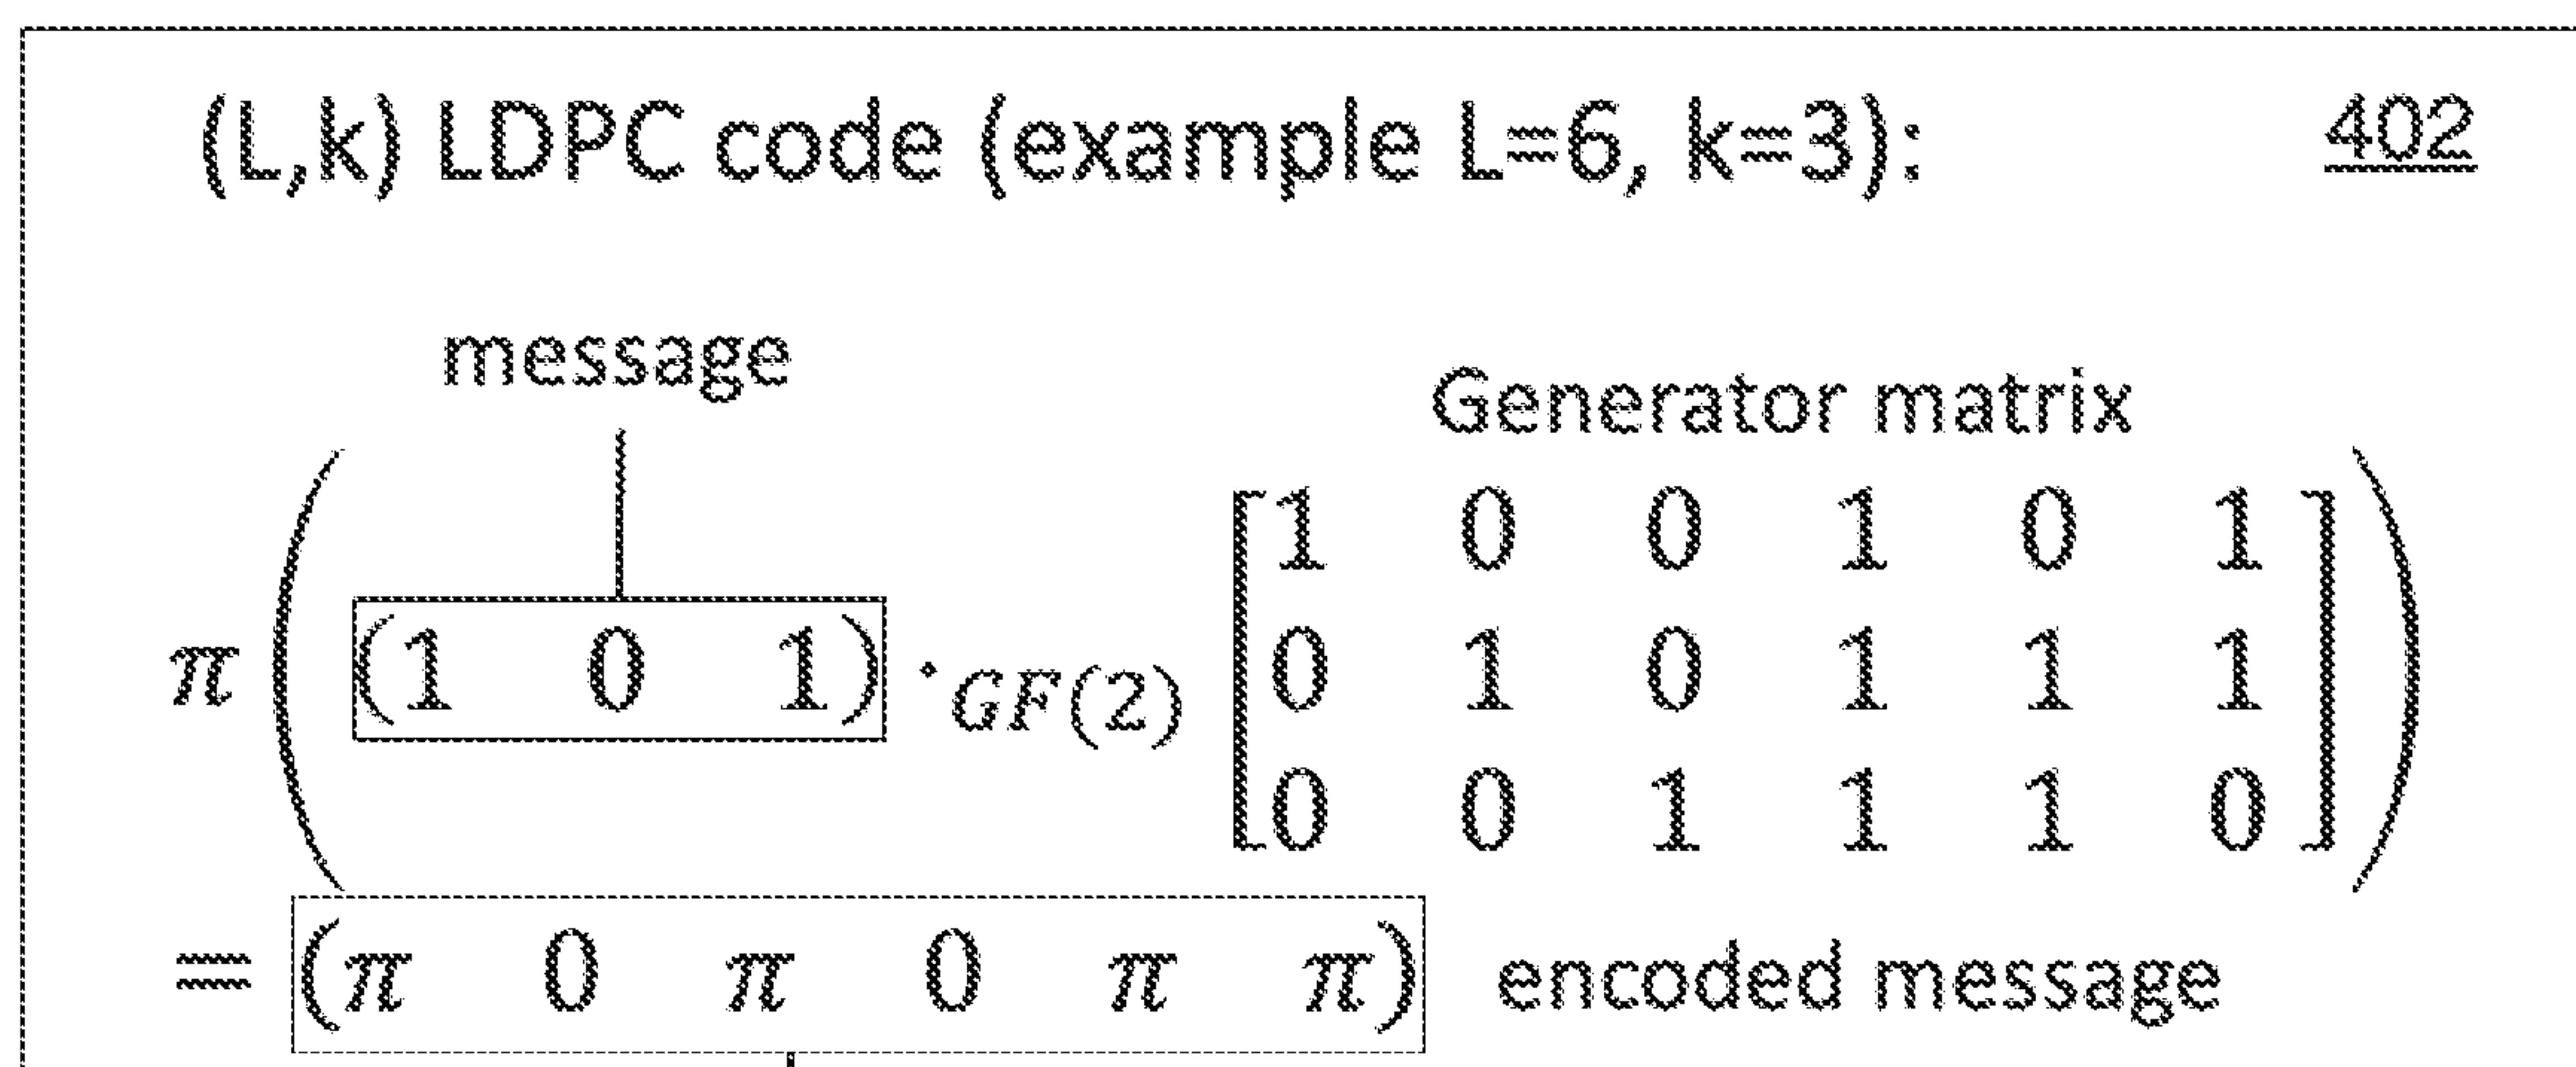 (L,k) LDPC code (example L=6, k=3): 402
message
Generator matrix
1 0 0 1 0 1
π ( (1 0 1) ·GF(2) [ 0 1 0 1 1 1 ] )
0 0 1 1 1 0
= (π 0 π 0 π π) encoded message